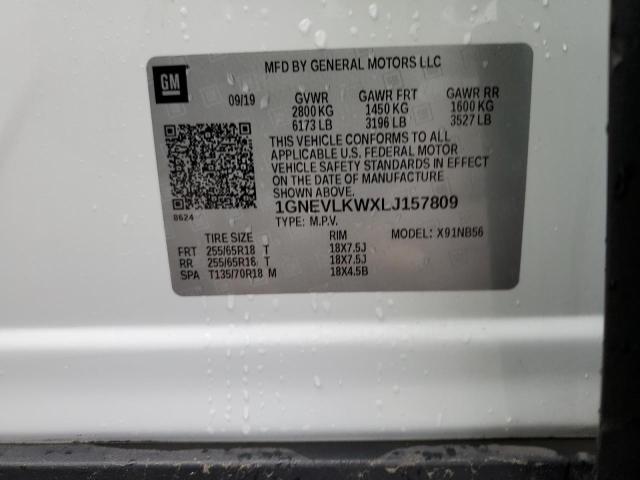 GM
MFD BY GENERAL MOTORS LLC
09/19 GVWR GAWR FRT GAWR RR
2800 KG 1450 KG 1600 KG
6173 LB 3196 LB 3527 LB
THIS VEHICLE CONFORMS TO ALL
APPLICABLE U.S. FEDERAL MOTOR
VEHICLE SAFETY STANDARDS IN EFFECT
ON THE DATE OF MANUFACTURE
SHOWN ABOVE.
8624 1GNEVLKWXLJ157809
TYPE: M.P.V.
TIRE SIZE RIM MODEL: X91NB56
FRT 255/65R18 T 18X7.5J
RR 255/65R18 T 18X7.5J
SPA T135/70R18 M 18X4.5B